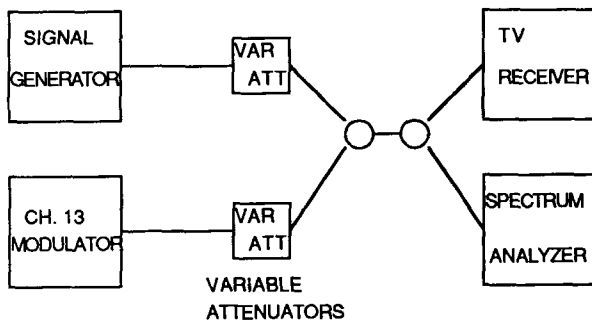 SIGNAL
GENERATOR
VAR
ATT
TV
RECEIVER
CH. 13
MODULATOR
VAR
ATT
SPECTRUM
ANALYZER
VARIABLE
ATTENUATORS